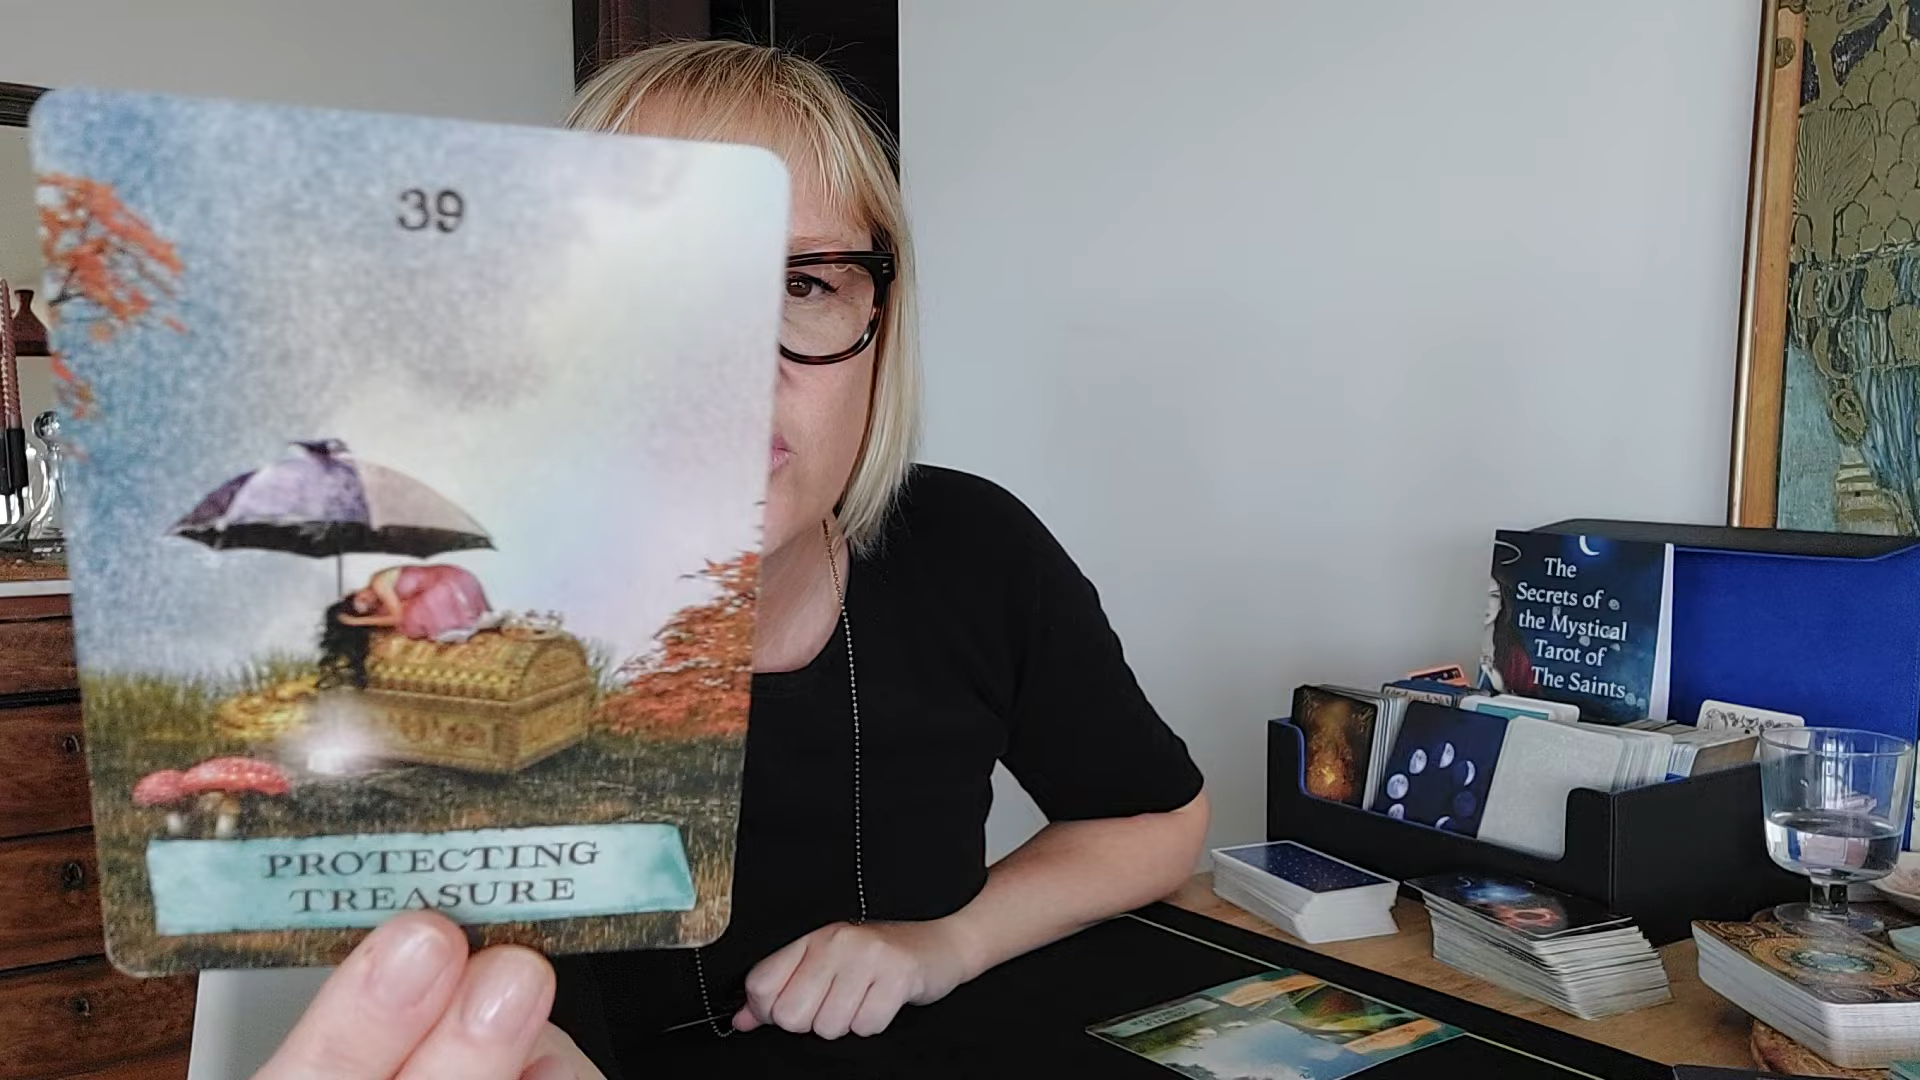 39
PROTECTING
TREASURE
The
Secrets of
the Mystical
Tarot of
The Saints